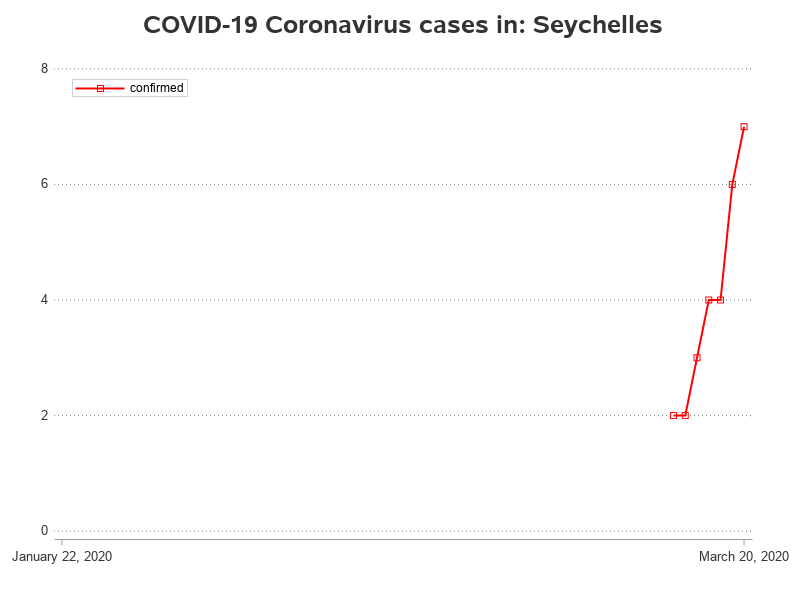 COVID-19 Coronavirus cases in: Seychelles
8
confirmed
6
4
2
0
January 22, 2020
March 20, 2020